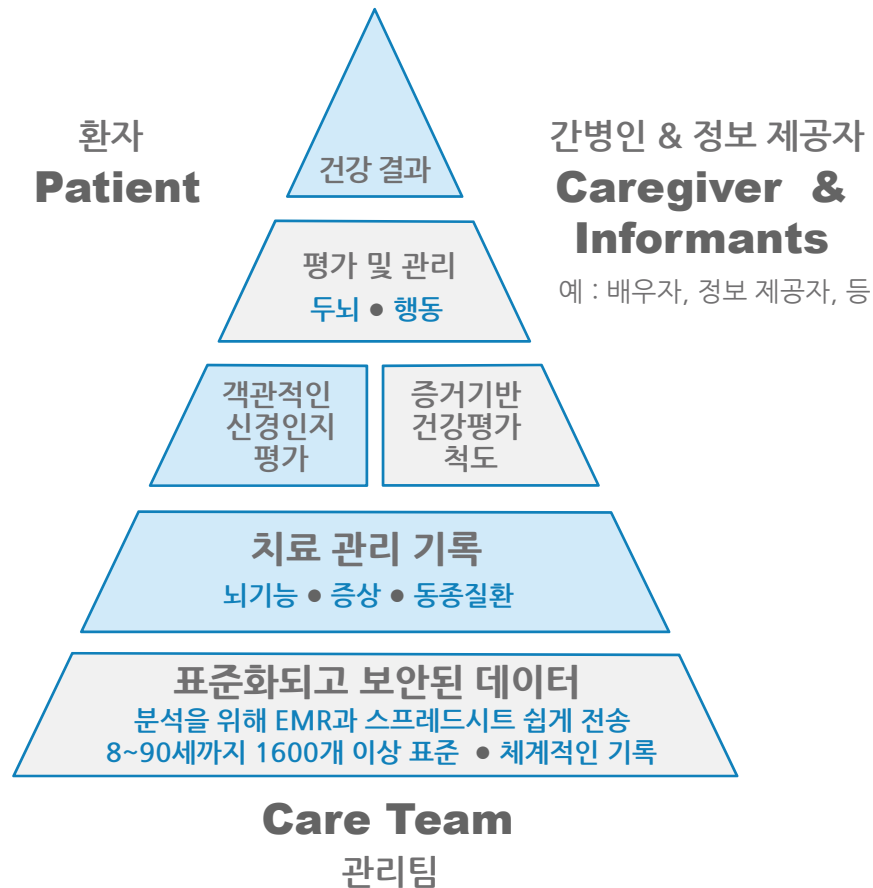 환자
Patient
간병인 & 정보 제공자
Caregiver &
Informants
예 : 배우자, 정보 제공자, 등
건강 결과
평가 및 관리
두뇌 ● 행동
객관적인
신경인지
평가
증거기반
건강평가
척도
치료 관리 기록
뇌기능 ● 증상 ● 동종질환
표준화되고 보안된 데이터
분석을 위해 EMR과 스프레드시트 쉽게 전송
8~90세까지 1600개 이상 표준 ● 체계적인 기록
Care Team
관리팀